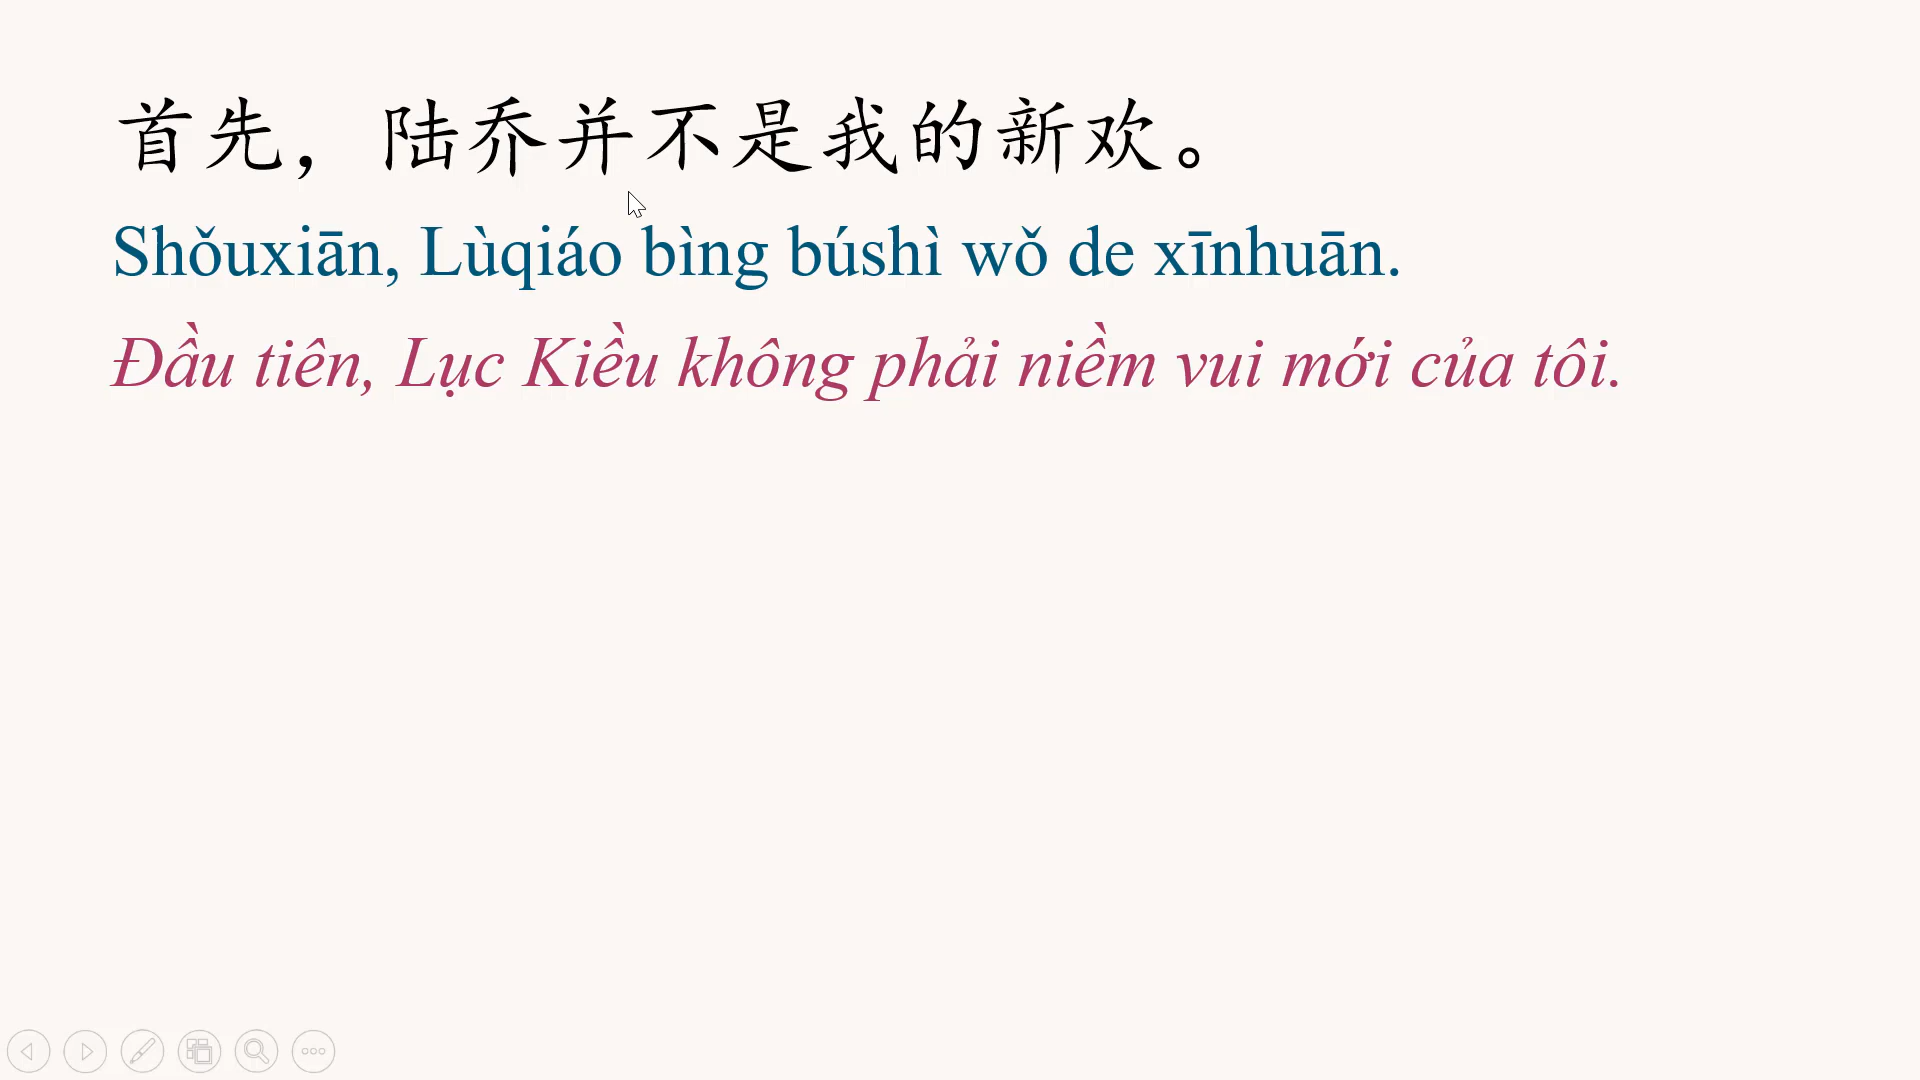 首先，陆乔并不是我的新欢。
Shǒuxiān, Lùqiáo bìng búshì wǒ de xīnhuān.
Đầu tiên, Lục Kiều không phải niềm vui mới của tôi.